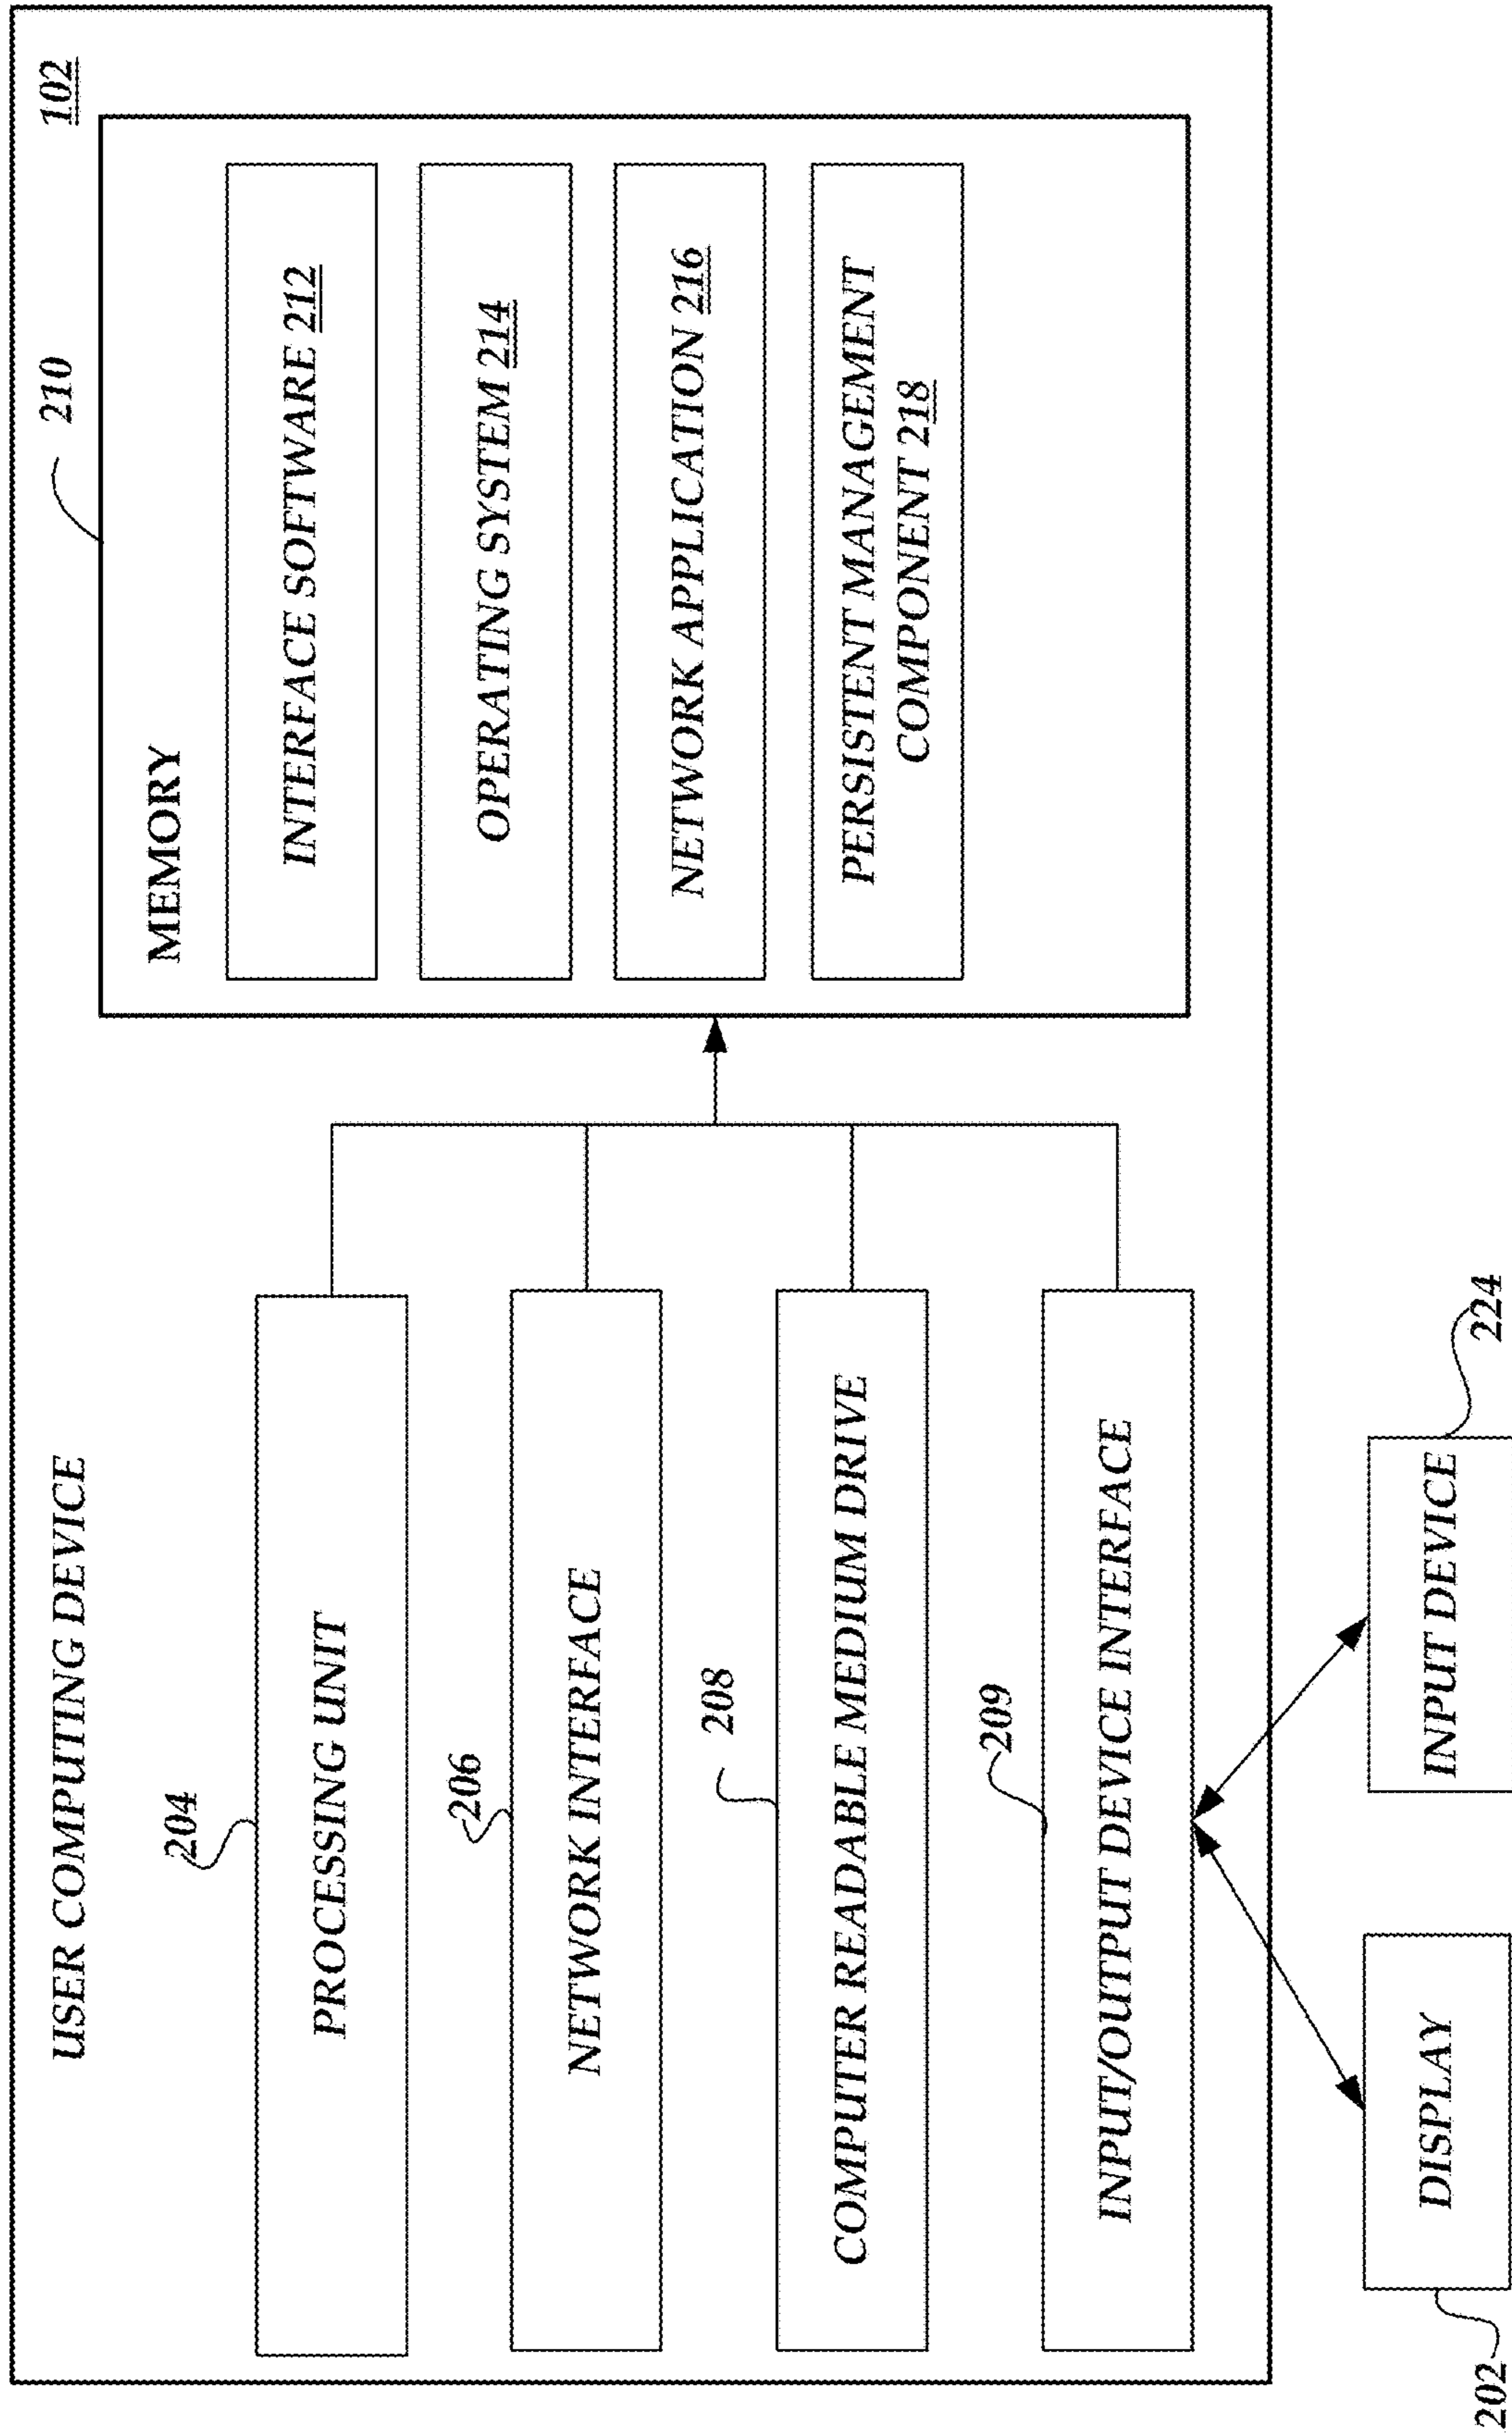 USER COMPUTING DEVICE
102
210
MEMORY
INTERFACE SOFTWARE 212
OPERATING SYSTEM 214
NETWORK APPLICATION 216
PERSISTENT MANAGEMENT
COMPONENT 218
204
PROCESSING UNIT
206
NETWORK INTERFACE
208
COMPUTER READABLE MEDIUM DRIVE
209
INPUT/OUTPUT DEVICE INTERFACE
202
DISPLAY
INPUT DEVICE
224